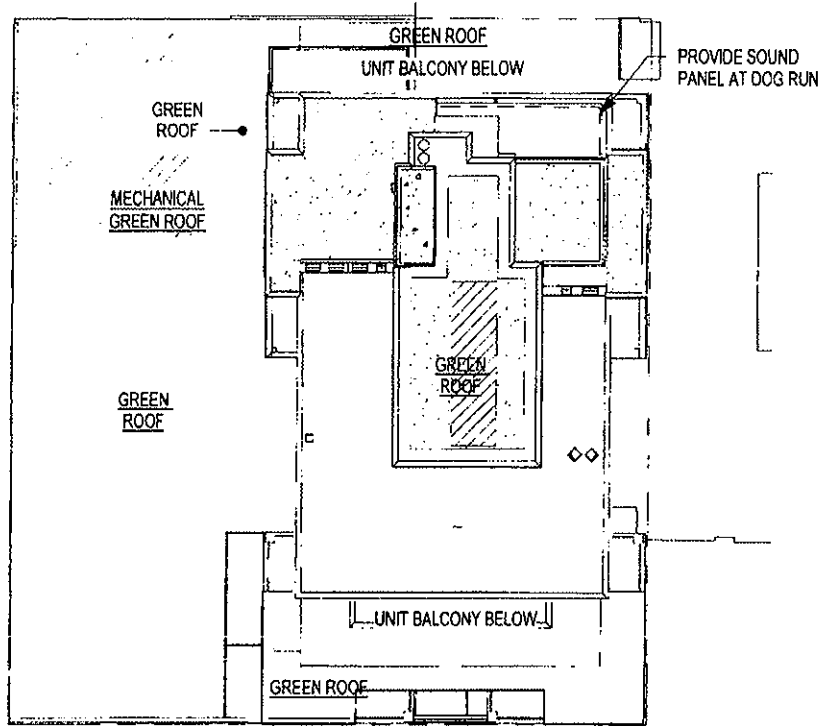 GREEN ROOF
UNIT BALCONY BELOW
PROVIDE SOUND
PANEL AT DOG RUN
GREEN
ROOF
MECHANICAL
GREEN ROOF
GREEN
ROOF
GREEN
ROOF
UNIT BALCONY BELOW
GREEN ROOF